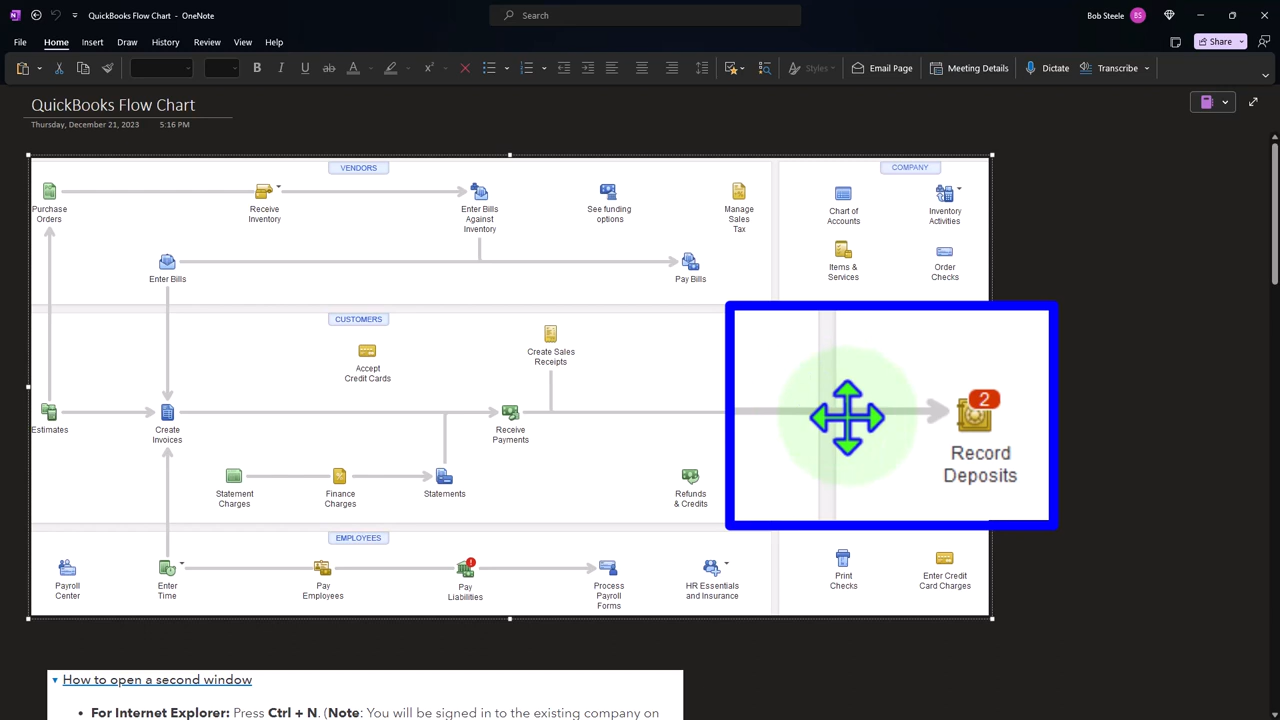 QuickBooks Flow Chart - OneNote
Search
Bob Steele
BS
File
Home
Insert
Draw
History
Review
View
Help
Share
Styles
Email Page
Meeting Details
Dictate
Transcribe
QuickBooks Flow Chart
Thursday, December 21, 2023
5:16 PM
VENDORS
COMPANY
Purchase
Orders
Receive
Inventory
Enter Bills
Against
Inventory
See funding
options
Manage
Sales
Tax
Chart of
Accounts
Inventory
Activities
Enter Bills
Pay Bills
Items &
Services
Order
Checks
CUSTOMERS
Accept
Credit Cards
Create Sales
Receipts
Estimates
Create
Invoices
Receive
Payments
2
Record
Deposits
Statement
Charges
Finance
Charges
Statements
Refunds
& Credits
EMPLOYEES
Payroll
Center
Enter
Time
Pay
Employees
Pay
Liabilities
Process
Payroll
Forms
HR Essentials
and Insurance
Print
Checks
Enter Credit
Card Charges
How to open a second window
• For Internet Explorer: Press Ctrl + N. (Note: You will be signed in to the existing company on